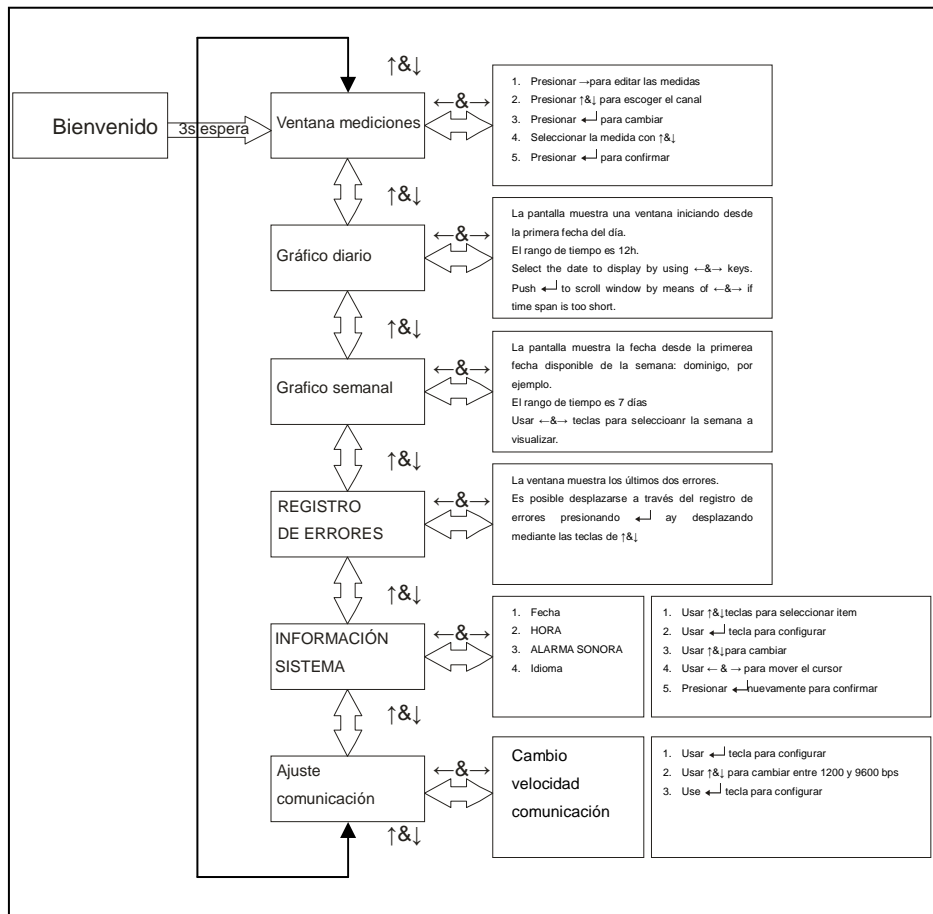 Bienvenido
3s espera
↑&↓
Ventana mediciones
←&→
1. Presionar →para editar las medidas
2. Presionar ↑&↓ para escoger el canal
3. Presionar ↵ para cambiar
4. Seleccionar la medida con ↑&↓
5. Presionar ↵ para confirmar
↑&↓
Gráfico diario
←&→
La pantalla muestra una ventana iniciando desde
la primera fecha del día.
El rango de tiempo es 12h.
Select the date to display by using ←&→ keys.
Push ↵ to scroll window by means of ←&→ if
time span is too short.
↑&↓
Grafico semanal
←&→
La pantalla muestra la fecha desde la primerea
fecha disponible de la semana: dominigo, por
ejemplo.
El rango de tiempo es 7 días
Usar ←&→ teclas para seleccioanr la semana a
visualizar.
↑&↓
REGISTRO
DE ERRORES
←&→
La ventana muestra los últimos dos errores.
Es posible desplazarse a través del registro de
errores presionando ↵ ay desplazando
mediante las teclas de ↑&↓
↑&↓
INFORMACIÓN
SISTEMA
←&→
1. Fecha
2. HORA
3. ALARMA SONORA
4. Idioma
1. Usar ↑&↓teclas para seleccionar item
2. Usar ↵ tecla para configurar
3. Usar ↑&↓para cambiar
4. Usar ← & → para mover el cursor
5. Presionar ↵nuevamente para confirmar
↑&↓
Ajuste
comunicación
←&→
Cambio
velocidad
comunicación
1. Usar ↵ tecla para configurar
2. Usar ↑&↓ para cambiar entre 1200 y 9600 bps
3. Use ↵ tecla para configurar
↑&↓